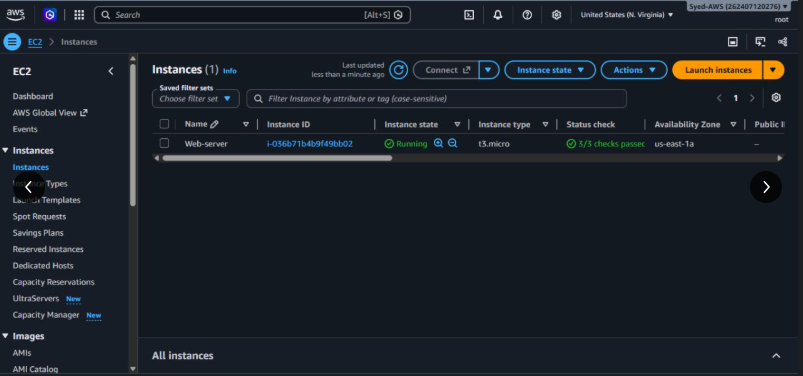 aws
Search
[Alt+S]
United States (N. Virginia)
Syed-AWS (262407120276)
root
EC2 > Instances
EC2
Dashboard
AWS Global View
Events
Instances
Instances
Instance Types
Launch Templates
Spot Requests
Savings Plans
Reserved Instances
Dedicated Hosts
Capacity Reservations
UltraServers New
Capacity Manager New
Images
AMIs
AMI Catalog
Instances (1) Info
Last updated
less than a minute ago
Connect
Instance state
Actions
Launch instances
Saved filter sets
Choose filter set
Filter Instance by attribute or tag (case-sensitive)
1
Name Instance ID Instance state Instance type Status check Availability Zone Public I
Web-server i-036b71b4b9f49bb02 Running t3.micro 3/3 checks passec us-east-1a –
All instances